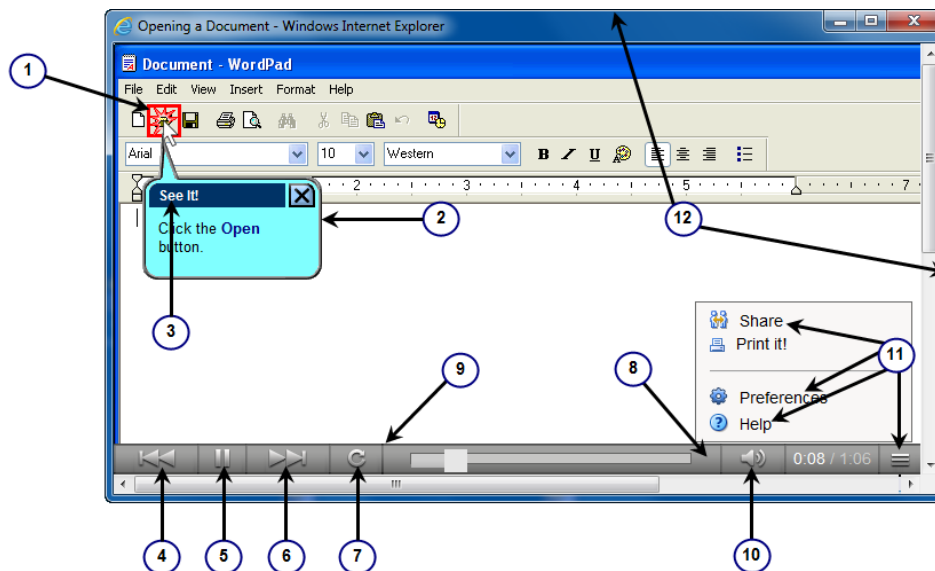 Opening a Document - Windows Internet Explorer
1
Document - WordPad
File Edit View Insert Format Help
Arial 10 Western B I U
2 3 4 5 7
See It!
2
12
Click the Open
button.
3
Share
Print it!
11
9
8
Preferences
Help
0:08 / 1:06
4 5 6 7 10